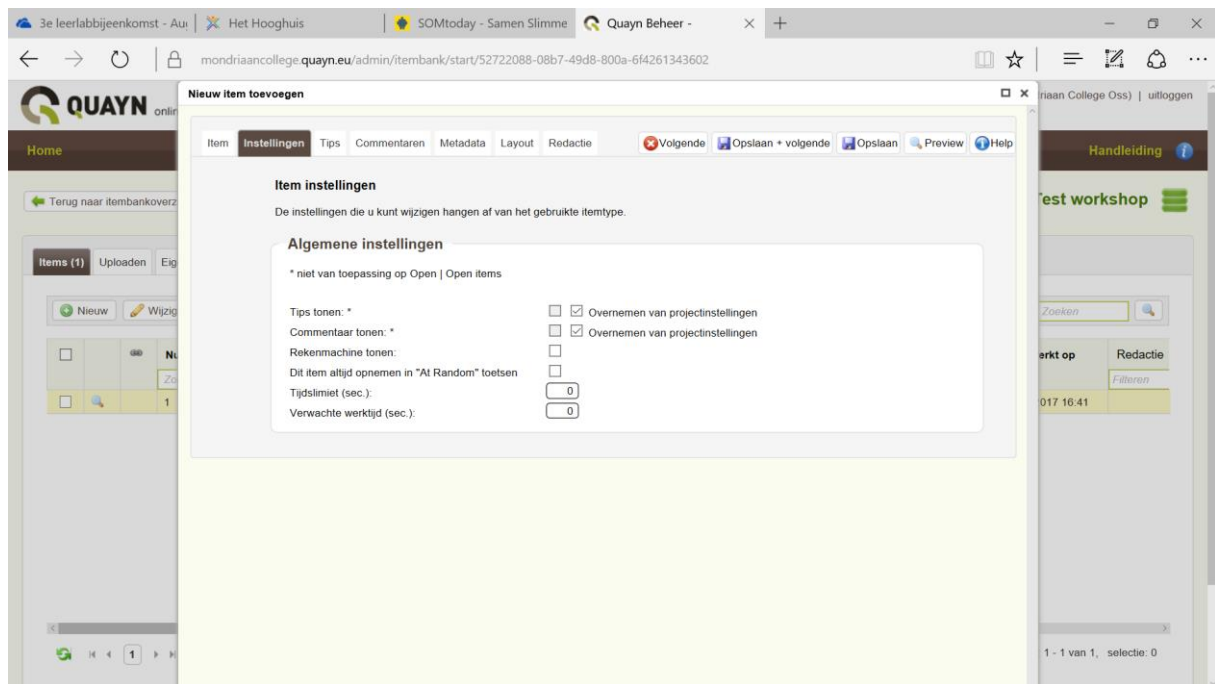 3e leerlabbijeenkomst - Au
Het Hooghuis
SOMtoday - Samen Slimme
Quayn Beheer -
mondriaancollege.quayn.eu/admin/itembank/start/52722088-08b7-49d8-800a-6f4261343602
QUAYN onlin
Nieuw item toevoegen
riaan College Oss) | uitloggen
Home
Item Instellingen Tips Commentaren Metadata Layout Redactie
Volgende Opslaan + volgende Opslaan Preview Help
Handleiding
Terug naar itembankoverz
Test workshop
Item instellingen
De instellingen die u kunt wijzigen hangen af van het gebruikte itemtype.
Items (1) Uploaden Eig
Algemene instellingen
* niet van toepassing op Open | Open items
Nieuw Wijzig
Zoeken
Tips tonen: * Overnemen van projectinstellingen
Commentaar tonen: * Overnemen van projectinstellingen
Rekenmachine tonen:
Dit item altijd opnemen in "At Random" toetsen
Tijdslimiet (sec.): 0
Verwachte werktijd (sec.): 0
Nu
erkt op Redactie
Zo
Filteren
1
017 16:41
1
1 - 1 van 1, selectie: 0